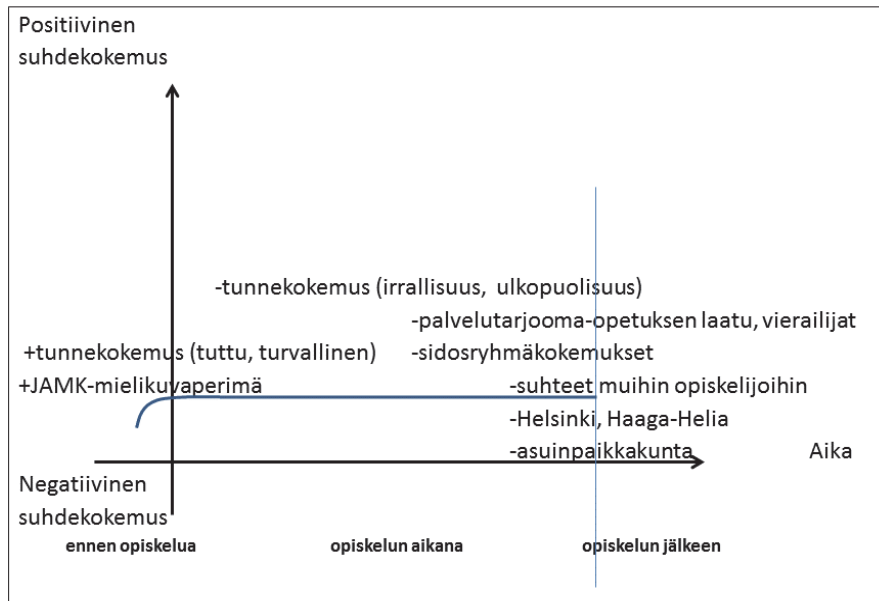 Positiivinen
suhdekokemus
-tunnekokemus (irrallisuus, ulkopuolisuus)
-palvelutarjooma-opetuksen laatu, vierailijat
+tunnekokemus (tuttu, turvallinen)
-sidosryhmäkokemukset
+JAMK-mielikuvaperimä
-suhteet muihin opiskelijoihin
-Helsinki, Haaga-Helia
-asuinpaikkakunta
Aika
Negatiivinen
suhdekokemus
ennen opiskelua
opiskelun aikana
opiskelun jälkeen